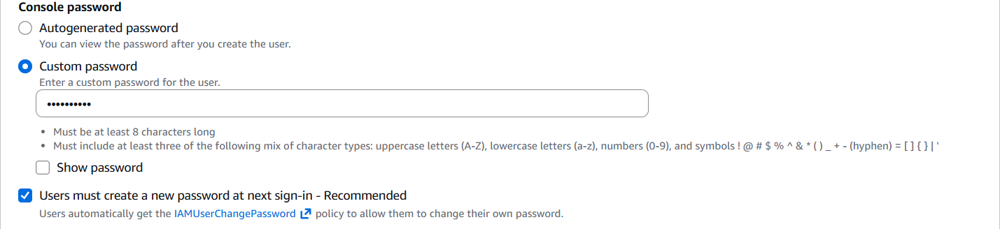 Console password
Autogenerated password
You can view the password after you create the user.
Custom password
Enter a custom password for the user.
••••••••••
• Must be at least 8 characters long
• Must include at least three of the following mix of character types: uppercase letters (A-Z), lowercase letters (a-z), numbers (0-9), and symbols ! @ # $ % ^ & * ( ) _ + - (hyphen) = [ ] { } | '
Show password
Users must create a new password at next sign-in - Recommended
Users automatically get the IAMUserChangePassword policy to allow them to change their own password.